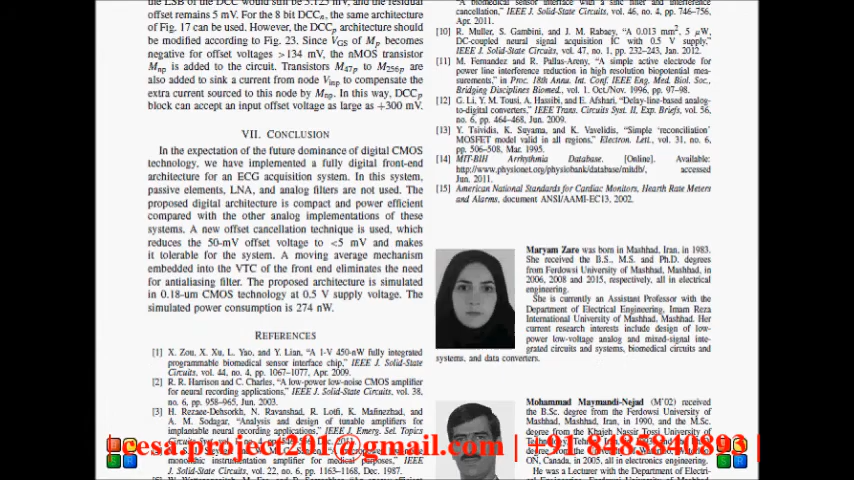 the LSB of the DCC would still be 3.125 mV, and the residual
offset remains 5 mV. For the 8 bit DCCn, the same architecture
of Fig. 17 can be used. However, the DCCp architecture should
be modified according to Fig. 23. Since VGS of Mp becomes
negative for offset voltages >134 mV, the nMOS transistor
Mnp is added to the circuit. Transistors M47p to M256p are
also added to sink a current from node Vinp to compensate the
extra current sourced to this node by Mnp. In this way, DCCp
block can accept an input offset voltage as large as +300 mV.
VII. CONCLUSION
In the expectation of the future dominance of digital CMOS
technology, we have implemented a fully digital front-end
architecture for an ECG acquisition system. In this system,
passive elements, LNA, and analog filters are not used. The
proposed digital architecture is compact and power efficient
compared with the other analog implementations of these
systems. A new offset cancellation technique is used, which
reduces the 50-mV offset voltage to <5 mV and makes
it tolerable for the system. A moving average mechanism
embedded into the VTC of the front end eliminates the need
for antialiasing filter. The proposed architecture is simulated
in 0.18-um CMOS technology at 0.5 V supply voltage. The
simulated power consumption is 274 nW.
REFERENCES
[1] X. Zou, X. Xu, L. Yao, and Y. Lian, "A 1-V 450-nW fully integrated
programmable biomedical sensor interface chip," IEEE J. Solid-State
Circuits, vol. 44, no. 4, pp. 1067–1077, Apr. 2009.
[2] R. R. Harrison and C. Charles, "A low-power low-noise CMOS amplifier
for neural recording applications," IEEE J. Solid-State Circuits, vol. 38,
no. 6, pp. 958–965, Jun. 2003.
[3] H. Rezaee-Dehsorkh, N. Ravanshad, R. Lotfi, K. Mafinezhad, and
A. M. Sodagar, "Analysis and design of tunable amplifiers for
implantable neural recording applications," IEEE J. Emerg. Sel. Topics
monolithic instrumentation amplifier for medical purposes," IEEE
J. Solid-State Circuits, vol. 22, no. 6, pp. 1163–1168, Dec. 1987.
biomedical sensor interface with a sinc filter and interference
cancellation," IEEE J. Solid-State Circuits, vol. 46, no. 4, pp. 746–756,
Apr. 2011.
[10] R. Muller, S. Gambini, and J. M. Rabaey, "A 0.013 mm2, 5 μW,
DC-coupled neural signal acquisition IC with 0.5 V supply,"
IEEE J. Solid-State Circuits, vol. 47, no. 1, pp. 232–243, Jan. 2012.
[11] M. Fernandez and R. Pallas-Areny, "A simple active electrode for
power line interference reduction in high resolution biopotential mea-
surements," in Proc. 18th Annu. Int. Conf. IEEE Eng. Med. Biol. Soc.,
Bridging Disciplines Biomed., vol. 1. Oct./Nov. 1996, pp. 97–98.
[12] G. Li, Y. M. Tousi, A. Hassibi, and E. Afshari, "Delay-line-based analog-
to-digital converters," IEEE Trans. Circuits Syst. II, Exp. Briefs, vol. 56,
no. 6, pp. 464–468, Jun. 2009.
[13] Y. Tsividis, K. Suyama, and K. Vavelidis, "Simple 'reconciliation'
MOSFET model valid in all regions," Electron. Lett., vol. 31, no. 6,
pp. 506–508, Mar. 1995.
[14] MIT-BIH Arrhythmia Database. [Online]. Available:
http://www.physionet.org/physiobank/database/mitdb/, accessed
Jun. 2011.
[15] American National Standards for Cardiac Monitors, Hearth Rate Meters
and Alarms, document ANSI/AAMI-EC13, 2002.
Maryam Zare was born in Mashhad, Iran, in 1983.
She received the B.S., M.S. and Ph.D. degrees
from Ferdowsi University of Mashhad, Mashhad, in
2006, 2008 and 2015, respectively, all in electrical
engineering.
She is currently an Assistant Professor with the
Department of Electrical Engineering, Imam Reza
International University of Mashhad, Mashhad. Her
current research interests include design of low-
power low-voltage analog and mixed-signal inte-
grated circuits and systems, biomedical circuits and
systems, and data converters.
Mohammad Maymandi-Nejad (M'02) received
the B.Sc. degree from the Ferdowsi University of
Mashhad, Mashhad, Iran, in 1990, and the M.Sc.
degree from the Khajeh Nassir Tossi University of
ON, Canada, in 2005, all in electronics engineering.
He was a Lecturer with the Department of Electri-
| cesa.project2all@gmail.com | +91 8485840893 |